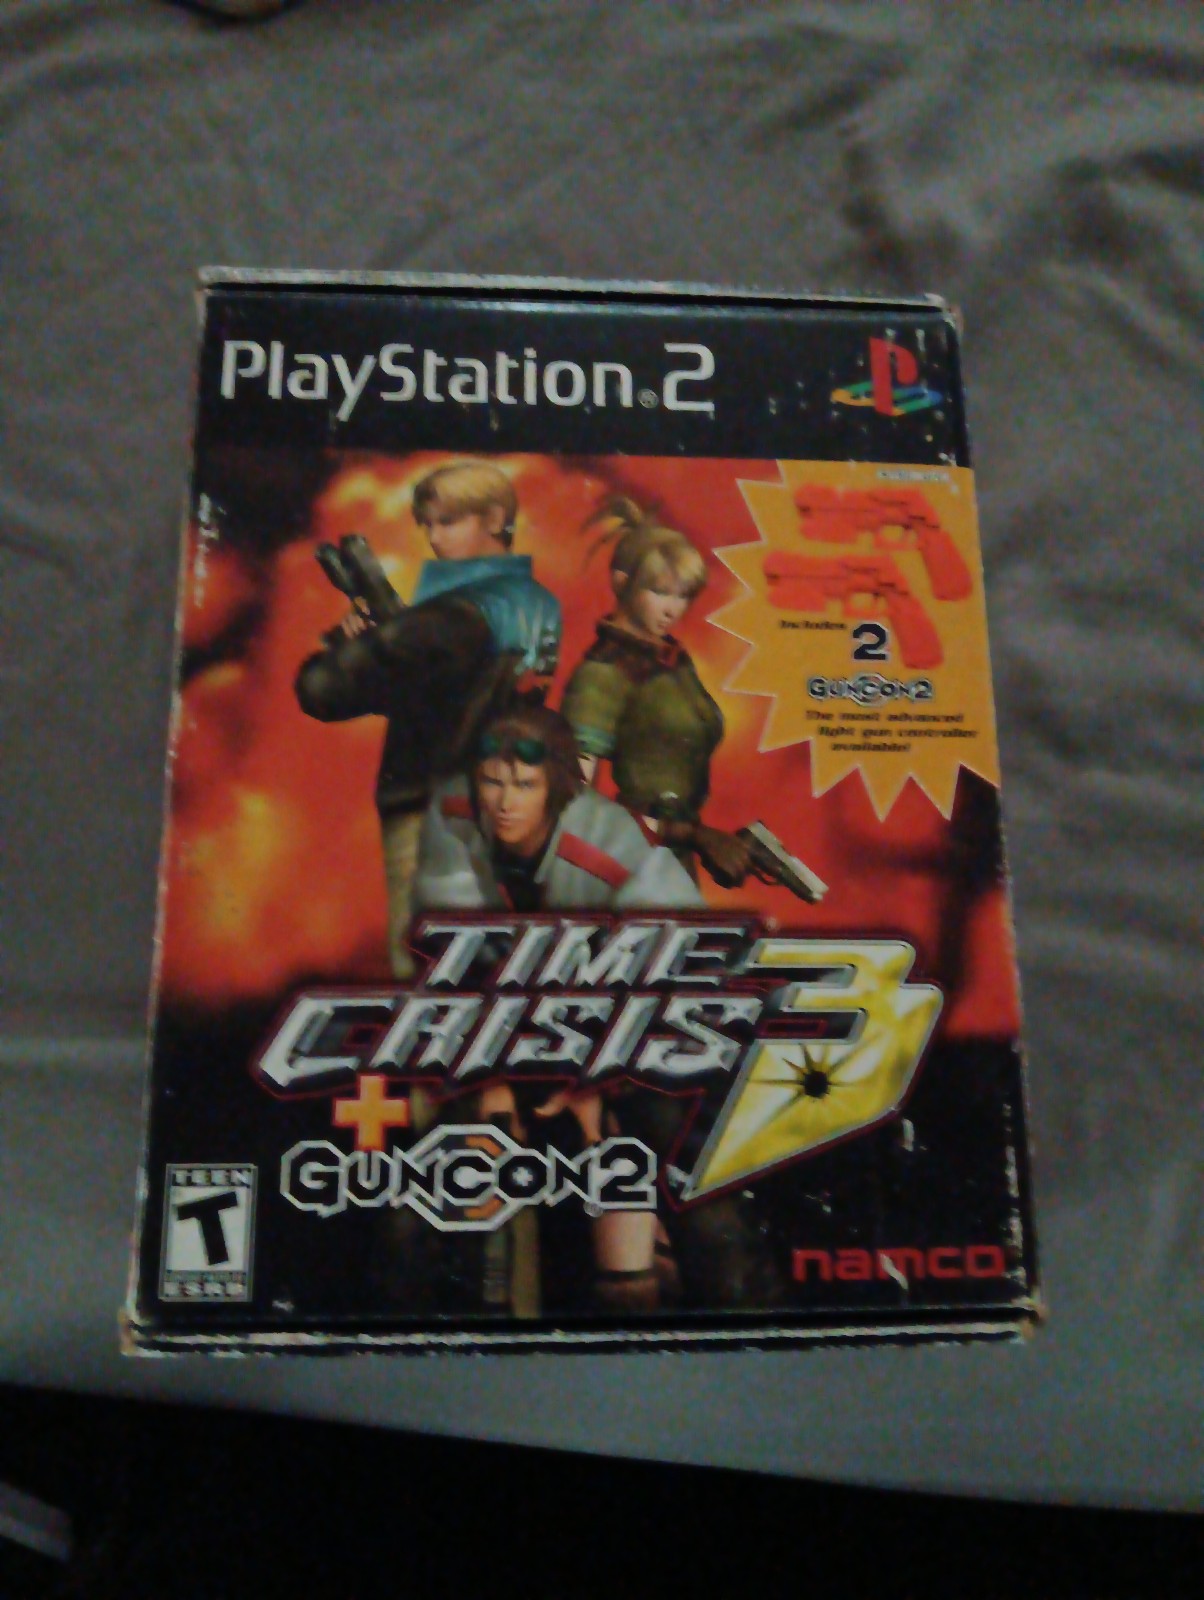 PlayStation®2
Includes
2
GUNCON2
The most advanced
light gun controller
available!
TIME
CRISIS 3
+
GUNCON2
TEEN
T
ESRB
namco